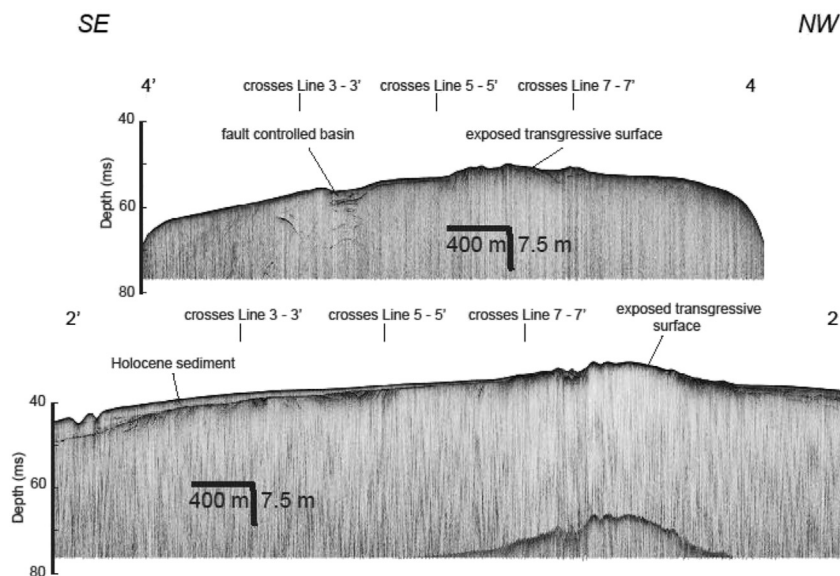 SE NW
4' crosses Line 3 - 3' crosses Line 5 - 5' crosses Line 7 - 7' 4
fault controlled basin exposed transgressive surface
40
Depth (ms)
60
400 m 7.5 m
80
2' crosses Line 3 - 3' crosses Line 5 - 5' crosses Line 7 - 7' exposed transgressive 2
surface
Holocene sediment
40
Depth (ms)
60
400 m 7.5 m
80